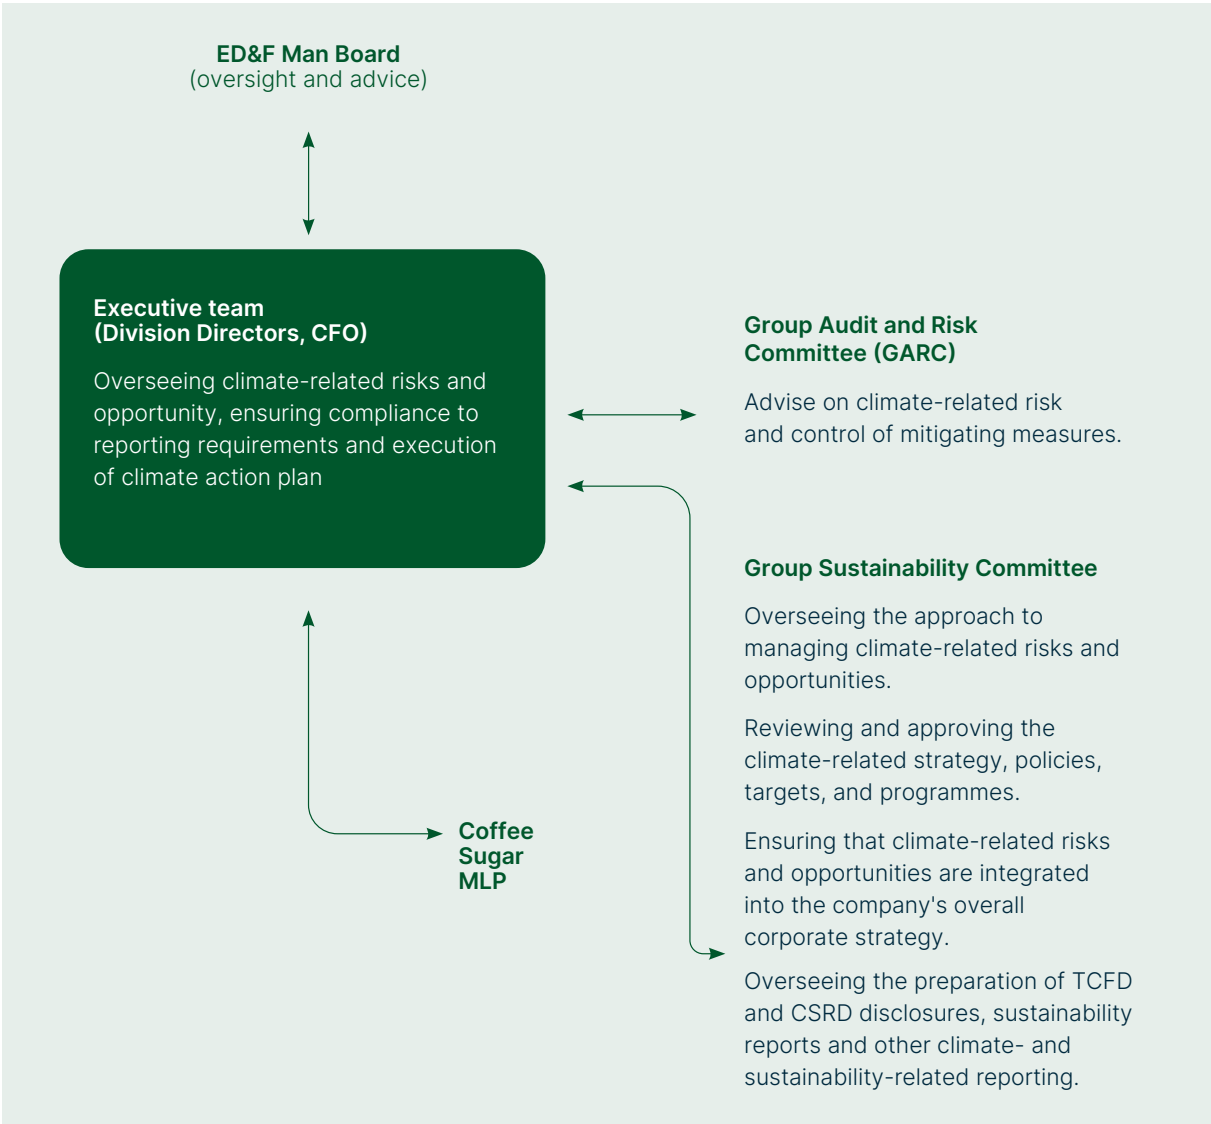 ED&F Man Board
(oversight and advice)
Executive team
(Division Directors, CFO)
Overseeing climate-related risks and
opportunity, ensuring compliance to
reporting requirements and execution
of climate action plan
Group Audit and Risk
Committee (GARC)
Advise on climate-related risk
and control of mitigating measures.
Group Sustainability Committee
Overseeing the approach to
managing climate-related risks and
opportunities.
Reviewing and approving the
climate-related strategy, policies,
targets, and programmes.
Ensuring that climate-related risks
and opportunities are integrated
into the company's overall
corporate strategy.
Overseeing the preparation of TCFD
and CSRD disclosures, sustainability
reports and other climate- and
sustainability-related reporting.
Coffee
Sugar
MLP